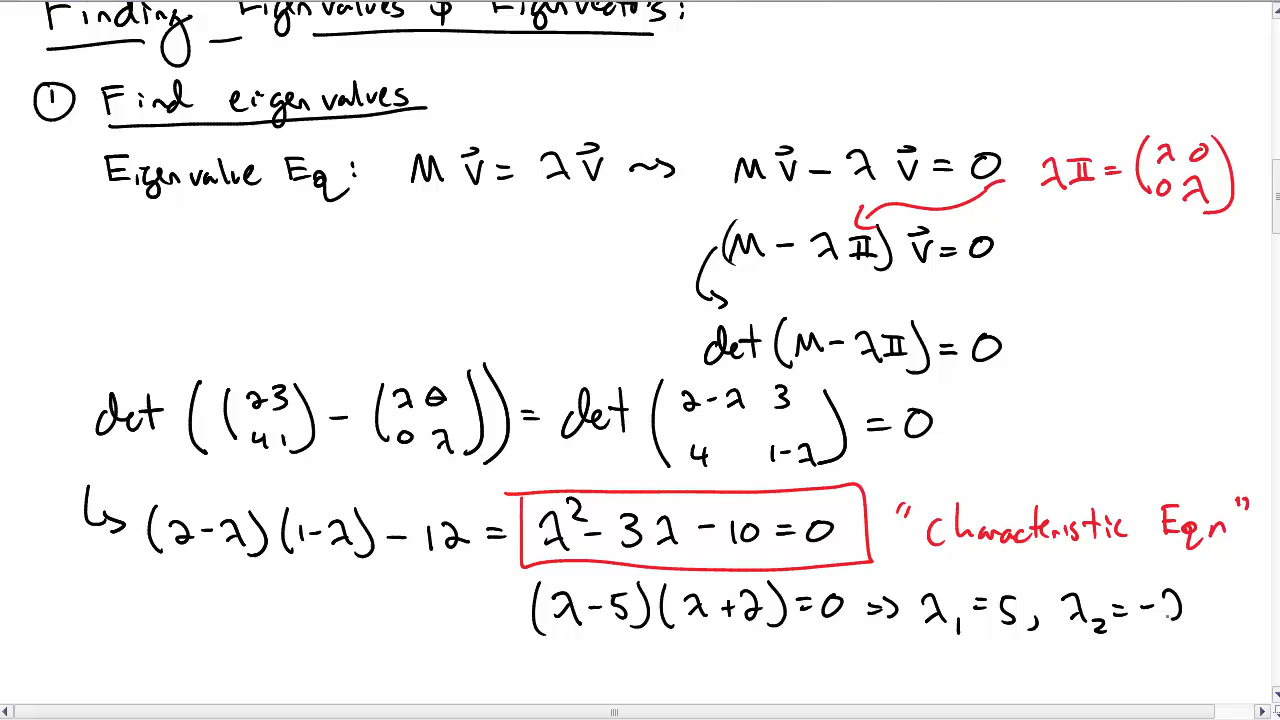 Finding Eigenvalues & Eigenvectors:
① Find eigenvalues
Eigenvalue Eq: M v⃗ = λ v⃗ ⇝ M v⃗ - λ v⃗ = 0 λ𝕀 = (λ 0; 0 λ)
(M - λ𝕀) v⃗ = 0
det (M - λ𝕀) = 0
det ((2 3; 4 1) - (λ 0; 0 λ)) = det (2-λ 3; 4 1-λ) = 0
↳ (2-λ)(1-λ) - 12 = λ² - 3λ - 10 = 0 "Characteristic Eqn"
(λ-5)(λ+2) = 0 ⇒ λ₁ = 5, λ₂ = -